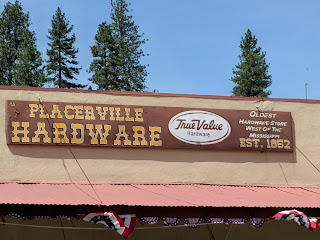 PLACERVILLE
HARDWARE
True Value
Hardware
OLDEST
HARDWARE STORE
WEST OF THE
MISSISSIPPI
EST. 1852